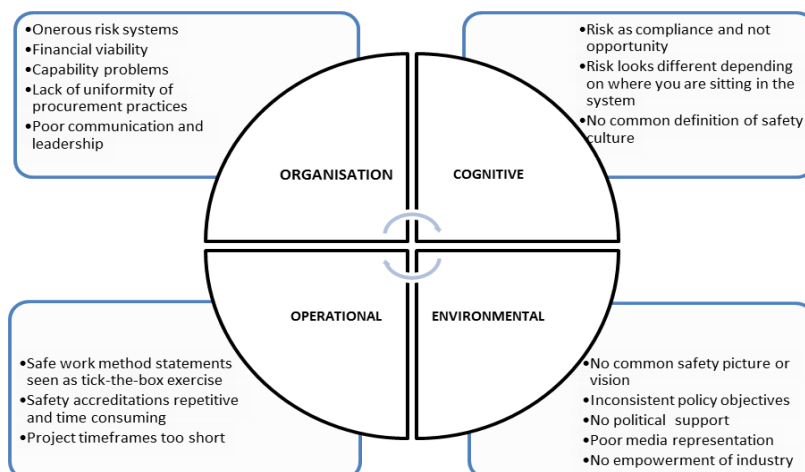 •Onerous risk systems
•Financial viability
•Capability problems
•Lack of uniformity of
procurement practices
•Poor communication and
leadership
•Risk as compliance and not
opportunity
•Risk looks different depending
on where you are sitting in the
system
•No common definition of safety
culture
ORGANISATION
COGNITIVE
OPERATIONAL
ENVIRONMENTAL
•Safe work method statements
seen as tick-the-box exercise
•Safety accreditations repetitive
and time consuming
•Project timeframes too short
•No common safety picture or
vision
•Inconsistent policy objectives
•No political support
•Poor media representation
•No empowerment of industry